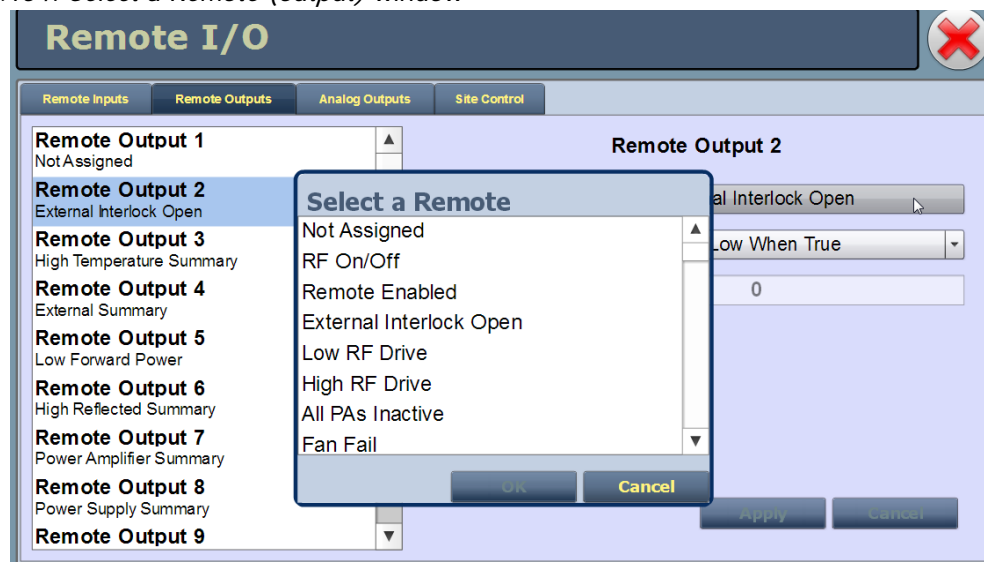 Select a Remote (Output) window
Remote I/O
Remote Inputs Remote Outputs Analog Outputs Site Control
Remote Output 1
Not Assigned
Remote Output 2
External Interlock Open
Remote Output 3
High Temperature Summary
Remote Output 4
External Summary
Remote Output 5
Low Forward Power
Remote Output 6
High Reflected Summary
Remote Output 7
Power Amplifier Summary
Remote Output 8
Power Supply Summary
Remote Output 9
Select a Remote
Not Assigned
RF On/Off
Remote Enabled
External Interlock Open
Low RF Drive
High RF Drive
All PAs Inactive
Fan Fail
OK Cancel
Remote Output 2
al Interlock Open
Low When True
0
Apply Cancel